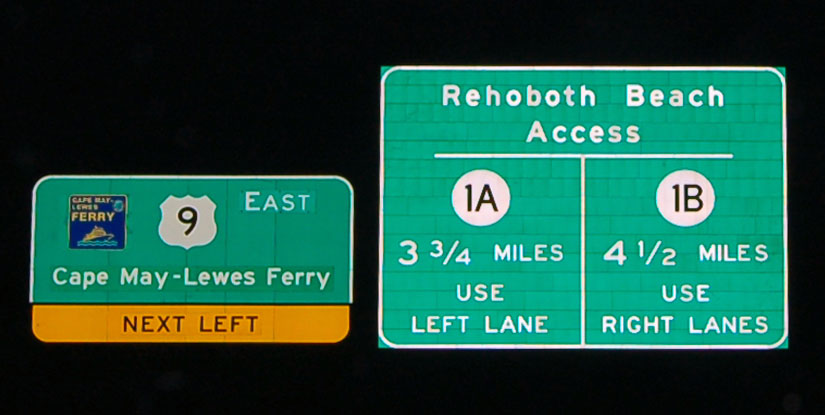 CAPE MAY-
LEWES
FERRY
9
EAST
Cape May-Lewes Ferry
NEXT LEFT
Rehoboth Beach
Access
1A
3 3/4 MILES
USE
LEFT LANE
1B
4 1/2 MILES
USE
RIGHT LANES